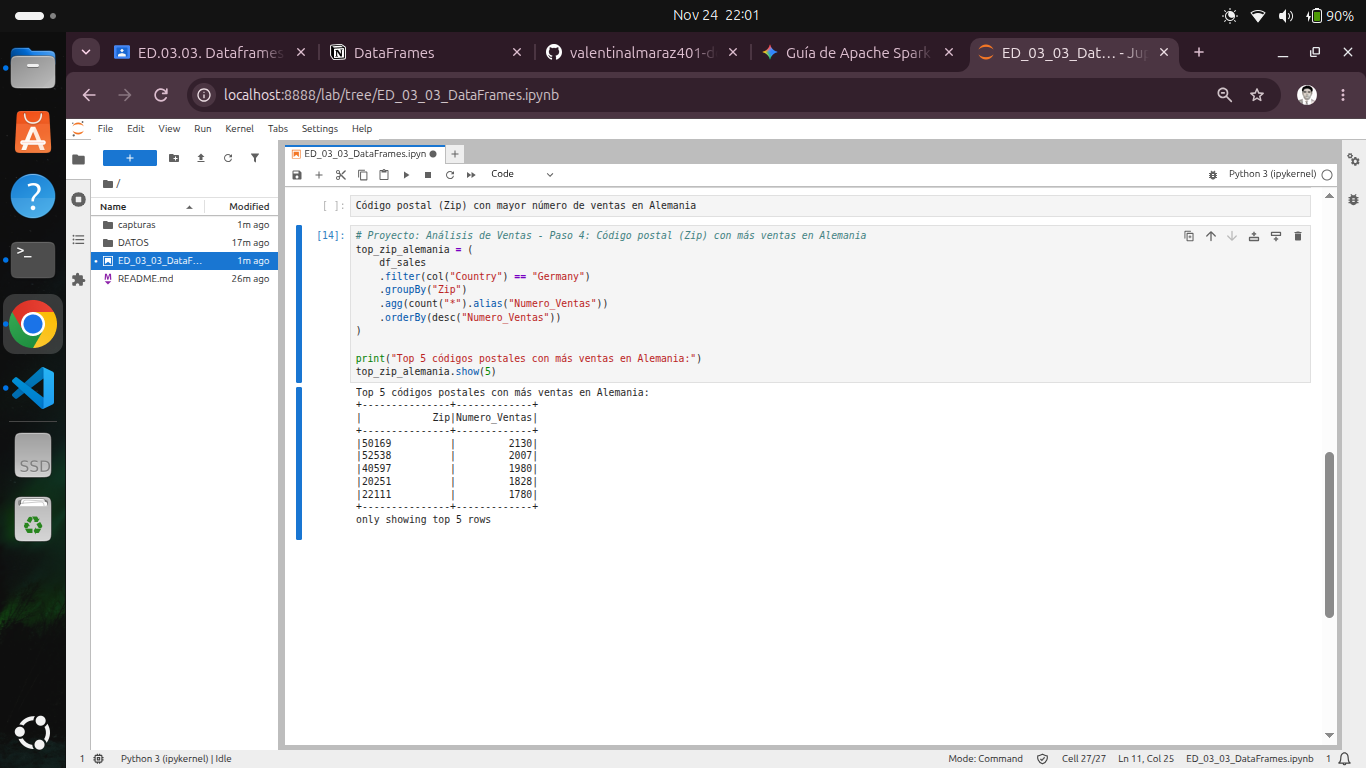 Nov 24 22:01
90%
ED.03.03. DataFrames
DataFrames
valentinalmaraz401-d
Guía de Apache Spark
ED_03_03_Dat… - Jup
localhost:8888/lab/tree/ED_03_03_DataFrames.ipynb
File Edit View Run Kernel Tabs Settings Help
ED_03_03_DataFrames.ipyn
Code
Python 3 (ipykernel)
/
Name Modified
capturas 1m ago
DATOS 17m ago
ED_03_03_DataF... 1m ago
README.md 26m ago
[ ]: Código postal (Zip) con mayor número de ventas en Alemania
[14]: # Proyecto: Análisis de Ventas - Paso 4: Código postal (Zip) con más ventas en Alemania
top_zip_alemania = (
    df_sales
    .filter(col("Country") == "Germany")
    .groupBy("Zip")
    .agg(count("*").alias("Numero_Ventas"))
    .orderBy(desc("Numero_Ventas"))
)
print("Top 5 códigos postales con más ventas en Alemania:")
top_zip_alemania.show(5)
Top 5 códigos postales con más ventas en Alemania:
+---------------+-------------+
|            Zip|Numero_Ventas|
+---------------+-------------+
|50169          |         2130|
|52538          |         2007|
|40597          |         1980|
|20251          |         1828|
|22111          |         1780|
+---------------+-------------+
only showing top 5 rows
SSD
1 Python 3 (ipykernel) | Idle
Mode: Command Cell 27/27 Ln 11, Col 25 ED_03_03_DataFrames.ipynb 1